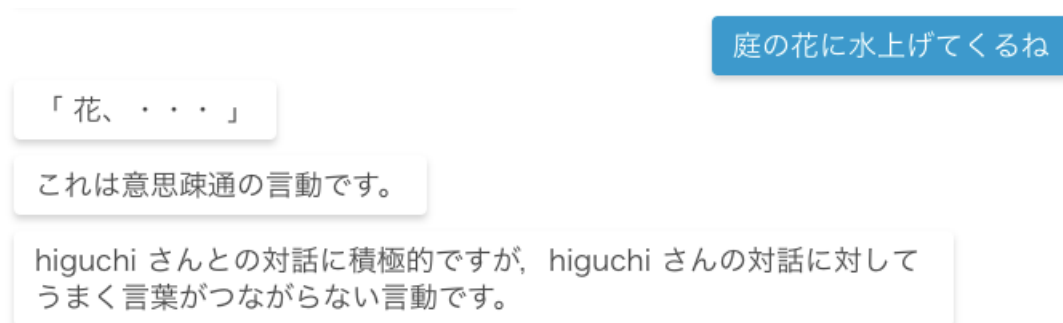 庭の花に水上げてくるね
「 花、・・・ 」
これは意思疎通の言動です。
higuchi さんとの対話に積極的ですが，higuchi さんの対話に対して
うまく言葉がつながらない言動です。